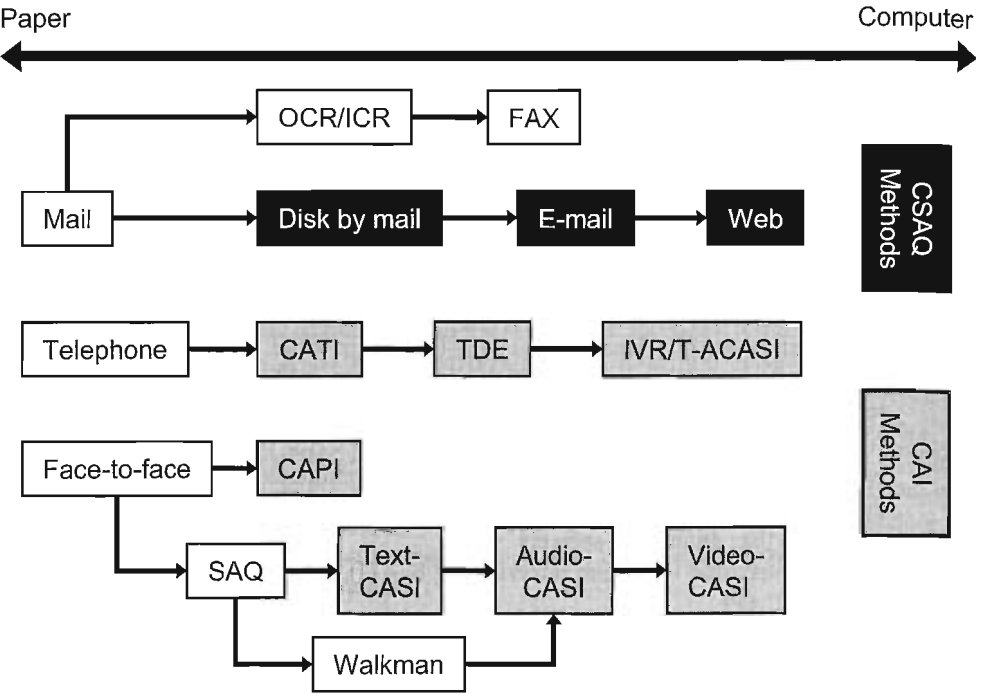 Paper
Computer
OCR/ICR
FAX
Mail
Disk by mail
E-mail
Web
CSAQ
Methods
Telephone
CATI
TDE
IVR/T-ACASI
Face-to-face
CAPI
CAI
Methods
SAQ
Text-
CASI
Audio-
CASI
Video-
CASI
Walkman